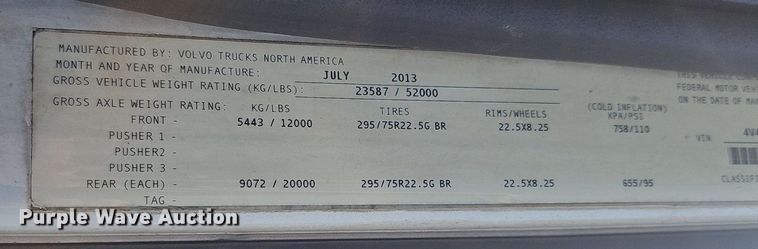 MANUFACTURED BY: VOLVO TRUCKS NORTH AMERICA
MONTH AND YEAR OF MANUFACTURE: JULY 2013
GROSS VEHICLE WEIGHT RATING (KG/LBS): 23587 / 52000
GROSS AXLE WEIGHT RATING: KG/LBS TIRES RIMS/WHEELS (COLD INFLATION) KPA/PSI
FRONT - 5443 / 12000 295/75R22.5G BR 22.5X8.25 758/110
PUSHER 1 -
PUSHER2 -
PUSHER 3 -
REAR (EACH) - 9072 / 20000 295/75R22.5G BR 22.5X8.25 655/95
TAG -
THIS VEHICLE
FEDERAL MOTOR VEH
ON THE DATE OF
VIN 4V4
CLASSIF
Purple Wave Auction